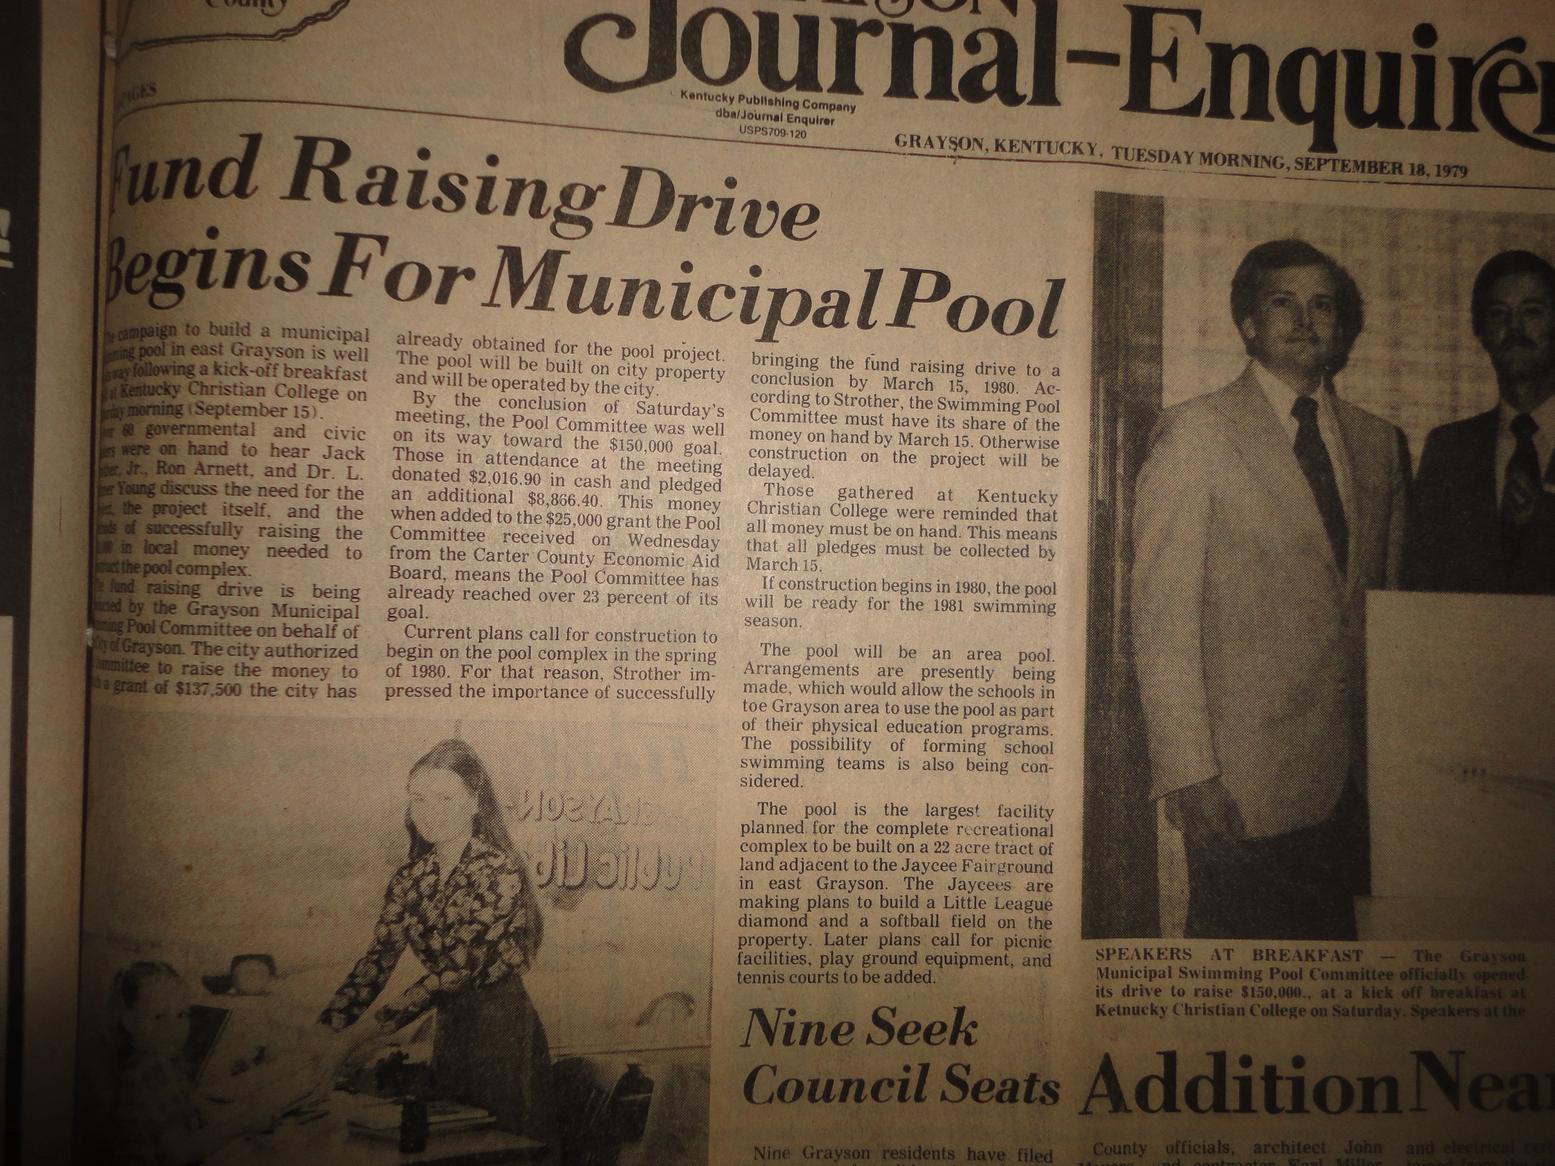 County
PAGES
Journal-Enquirer
Kentucky Publishing Company
dba/Journal Enquirer
USPS709-120
GRAYSON, KENTUCKY, TUESDAY MORNING, SEPTEMBER 18, 1979
Fund Raising Drive
Begins For Municipal Pool
campaign to build a municipal
pool in east Grayson is well
following a kick-off breakfast
at Kentucky Christian College on
morning (September 15).
60 governmental and civic
were on hand to hear Jack
Jr., Ron Arnett, and Dr. L.
Young discuss the need for the
the project itself, and the
of successfully raising the
in local money needed to
the pool complex.
fund raising drive is being
by the Grayson Municipal
Pool Committee on behalf of
of Grayson. The city authorized
to raise the money to
a grant of $137,500 the city has
already obtained for the pool project.
The pool will be built on city property
and will be operated by the city.
By the conclusion of Saturday's
meeting, the Pool Committee was well
on its way toward the $150,000 goal.
Those in attendance at the meeting
donated $2,016.90 in cash and pledged
an additional $8,866.40. This money
when added to the $25,000 grant the Pool
Committee received on Wednesday
from the Carter County Economic Aid
Board, means the Pool Committee has
already reached over 23 percent of its
goal.
Current plans call for construction to
begin on the pool complex in the spring
of 1980. For that reason, Strother im-
pressed the importance of successfully
bringing the fund raising drive to a
conclusion by March 15, 1980. Ac-
cording to Strother, the Swimming Pool
Committee must have its share of the
money on hand by March 15. Otherwise
construction on the project will be
delayed.
Those gathered at Kentucky
Christian College were reminded that
all money must be on hand. This means
that all pledges must be collected by
March 15.
If construction begins in 1980, the pool
will be ready for the 1981 swimming
season.
The pool will be an area pool.
Arrangements are presently being
made, which would allow the schools in
toe Grayson area to use the pool as part
of their physical education programs.
The possibility of forming school
swimming teams is also being con-
sidered.
The pool is the largest facility
planned for the complete recreational
complex to be built on a 22 acre tract of
land adjacent to the Jaycee Fairground
in east Grayson. The Jaycees are
making plans to build a Little League
diamond and a softball field on the
property. Later plans call for picnic
facilities, play ground equipment, and
tennis courts to be added.
SPEAKERS AT BREAKFAST — The Grayson
Municipal Swimming Pool Committee officially opened
its drive to raise $150,000., at a kick off breakfast at
Ketnucky Christian College on Saturday. Speakers at the
Nine Seek
Council Seats
Nine Grayson residents have filed
Addition Nea
County officials, architect John
and electrical